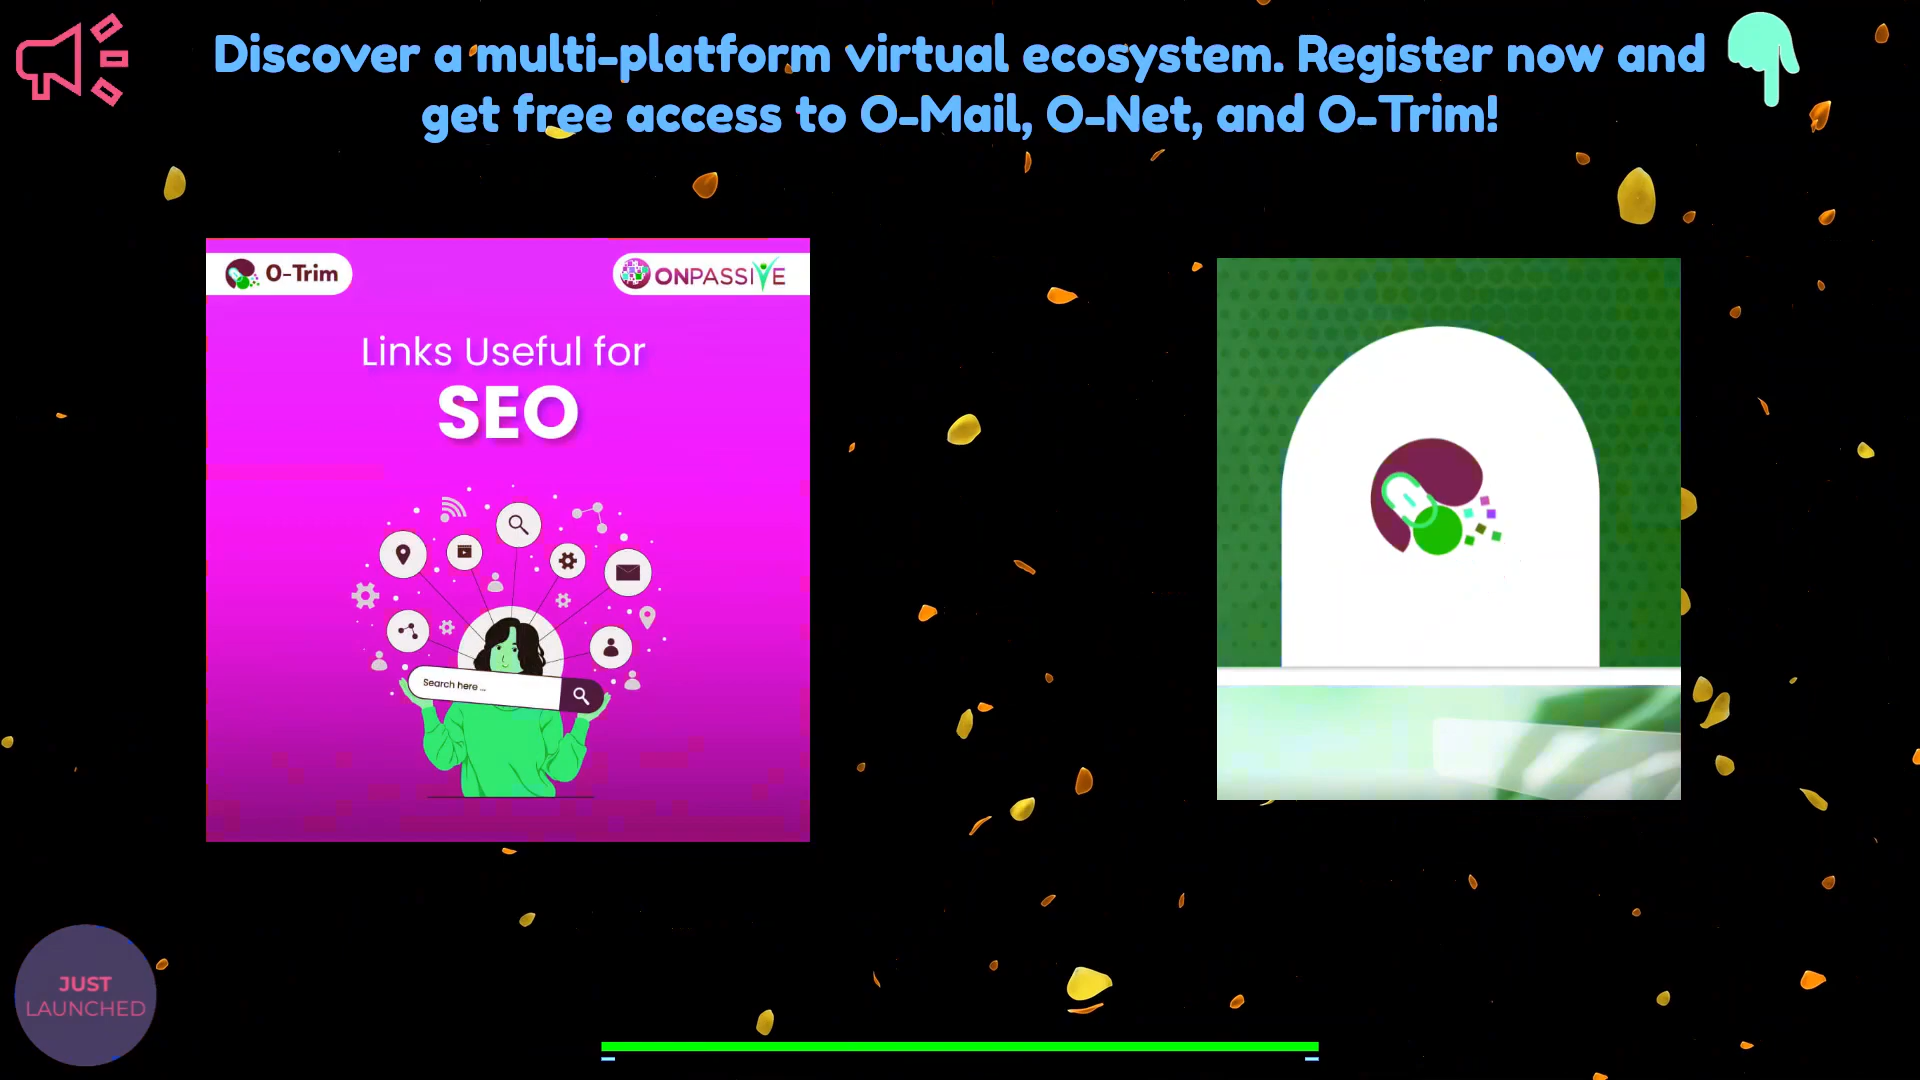 Discover a multi-platform virtual ecosystem. Register now and
get free access to O-Mail, O-Net, and O-Trim!
O-Trim
ONPASSIVE
Links Useful for
SEO
Search here ...
JUST
LAUNCHED